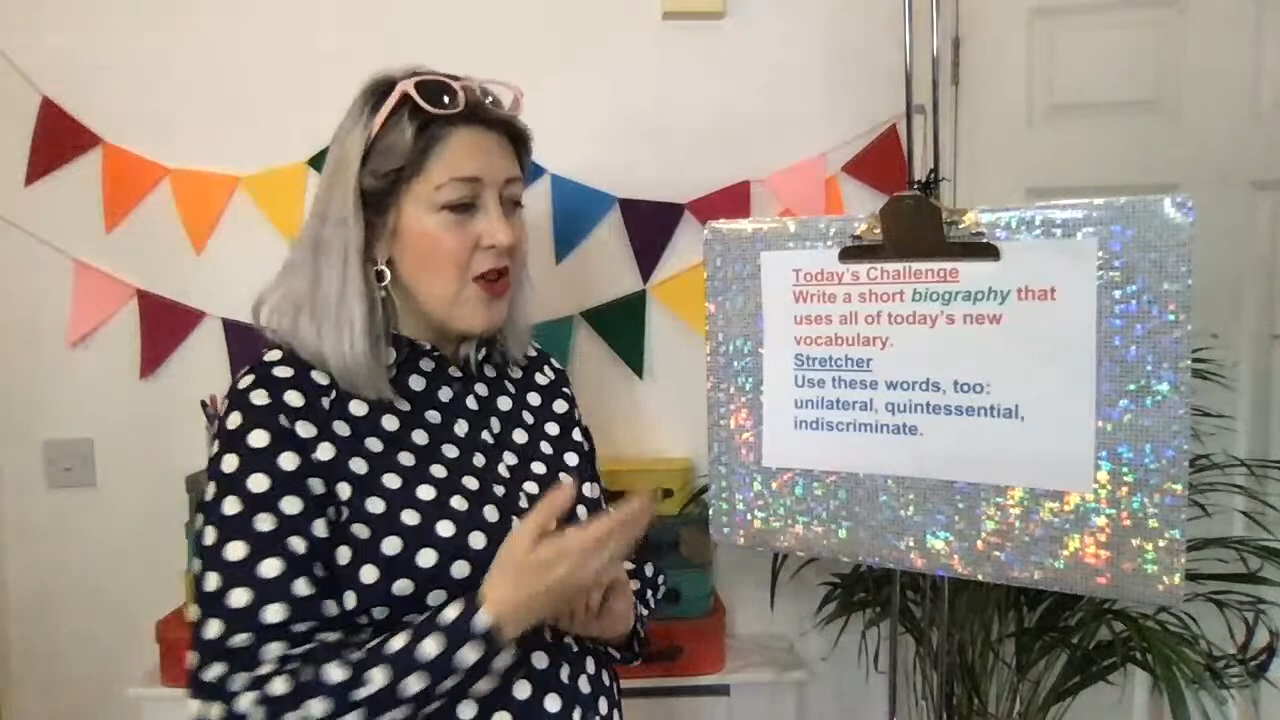 Today's Challenge
Write a short biography that
uses all of today's new
vocabulary.
Stretcher
Use these words, too:
unilateral, quintessential,
indiscriminate.